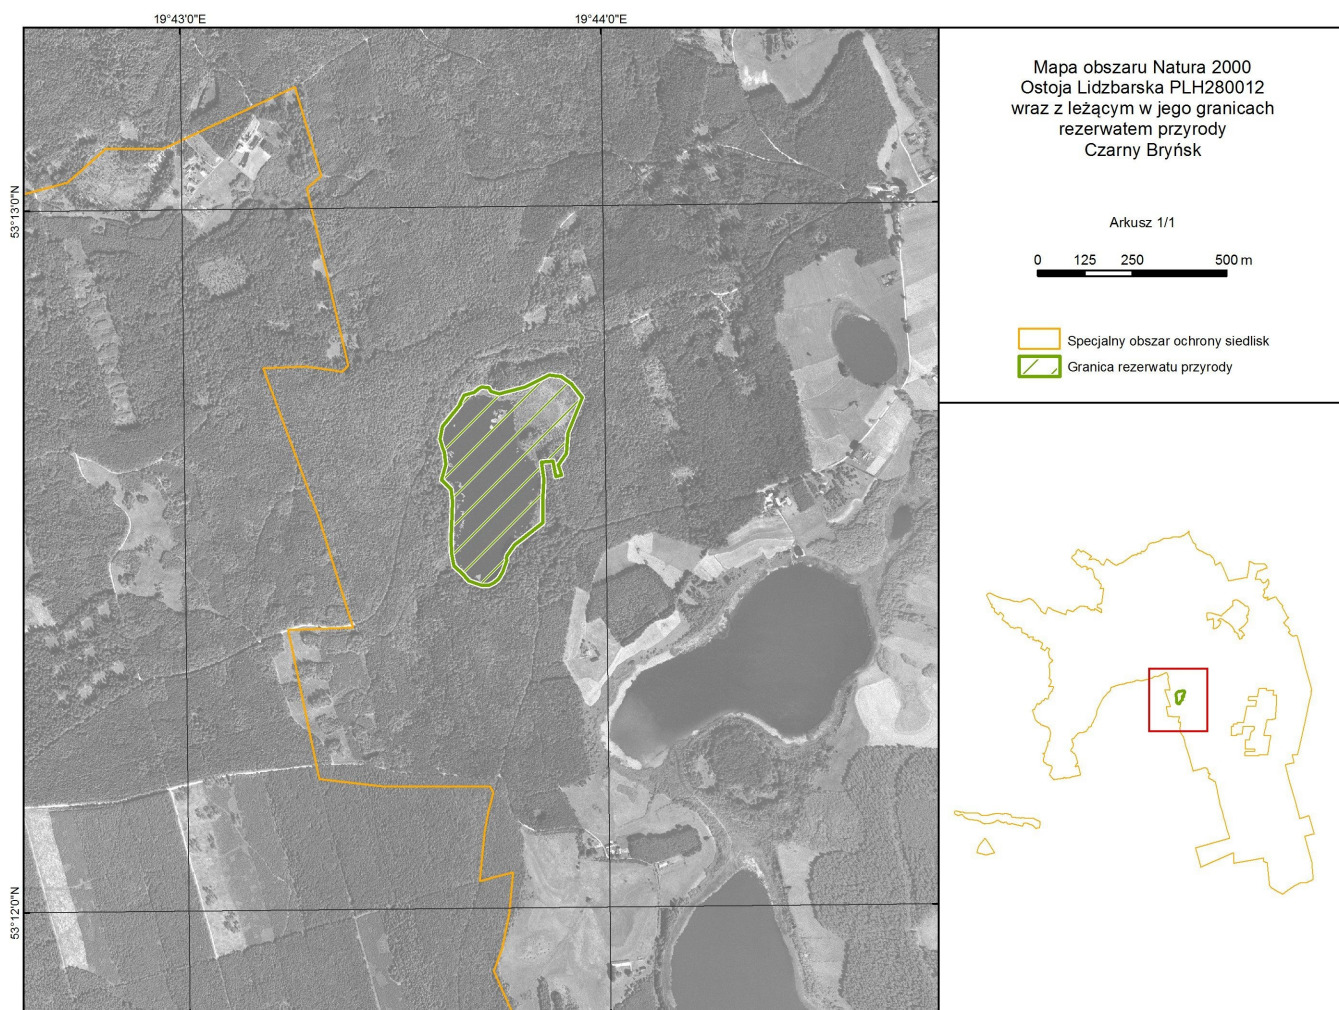 19°43'0"E
19°44'0"E
Mapa obszaru Natura 2000
Ostoja Lidzbarska PLH280012
wraz z leżącym w jego granicach
rezerwatem przyrody
Czarny Bryńsk
53°13'0"N
Arkusz 1/1
0 125 250 500 m
Specjalny obszar ochrony siedlisk
Granica rezerwatu przyrody
53°12'0"N